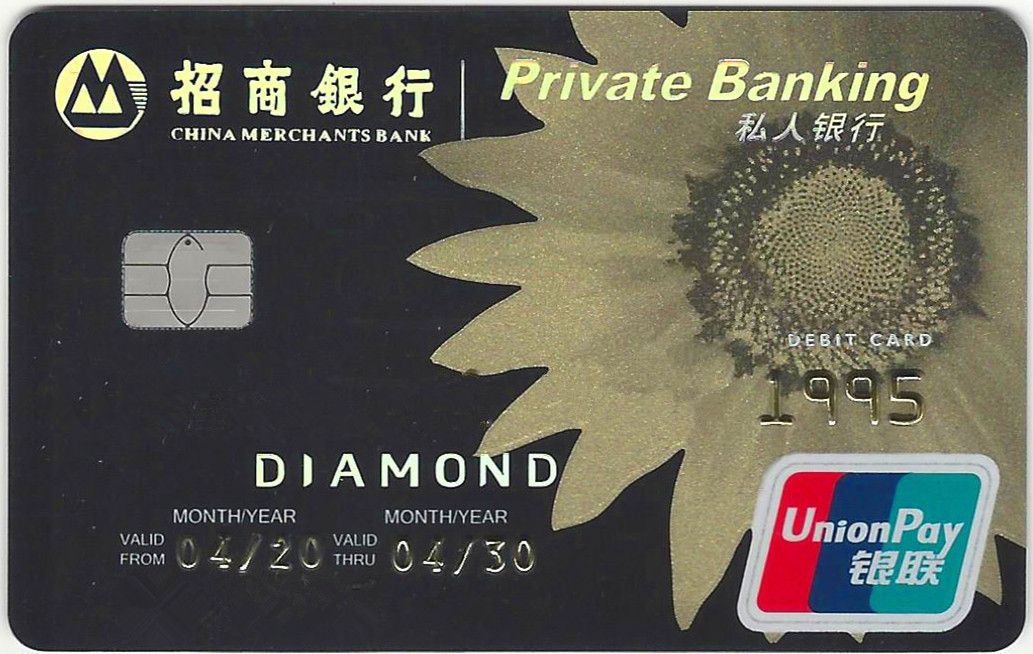 招商銀行
CHINA MERCHANTS BANK
Private Banking
私人银行
DEBIT CARD
1995
DIAMOND
MONTH/YEAR MONTH/YEAR
VALID FROM 04/20 VALID THRU 04/30
UnionPay
银联